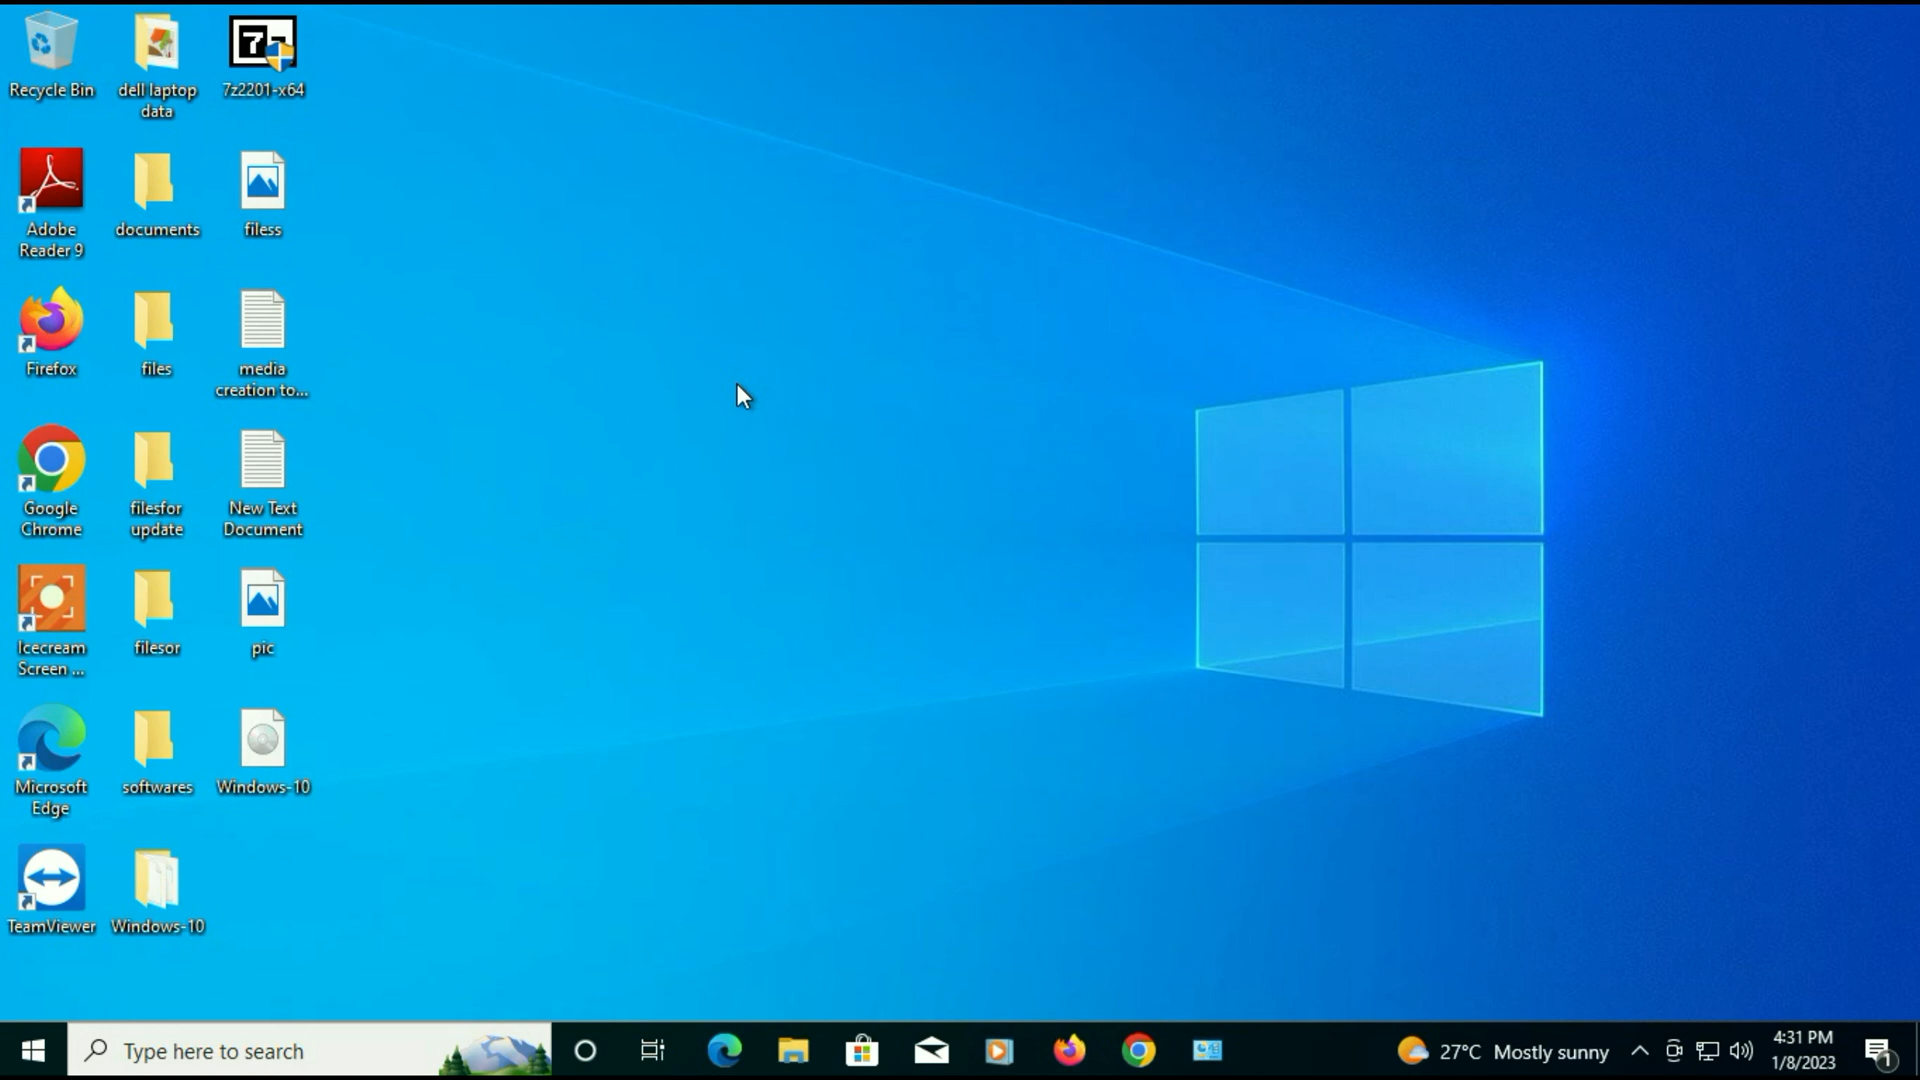 Recycle Bin
dell laptop
data
7z2201-x64
Adobe
Reader 9
documents
filess
Firefox
files
media
creation to...
Google
Chrome
filesfor
update
New Text
Document
Icecream
Screen ...
filesor
pic
Microsoft
Edge
softwares
Windows-10
TeamViewer
Windows-10
Type here to search
27°C Mostly sunny
4:31 PM
1/8/2023
1